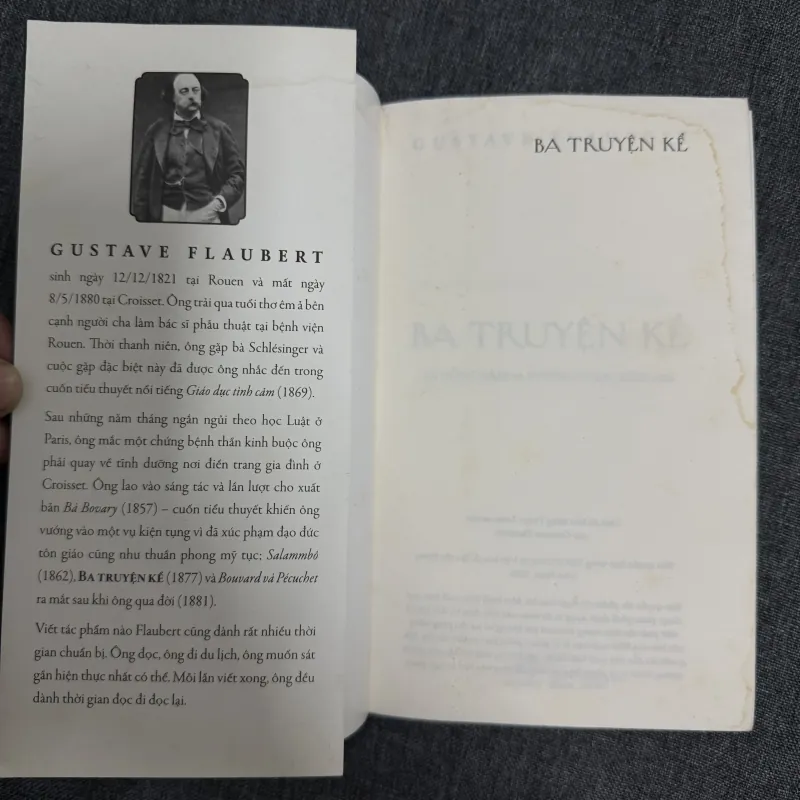 GUSTAVE FLAUBERT
sinh ngày 12/12/1821 tại Rouen và mất ngày
8/5/1880 tại Croisset. Ông trải qua tuổi thơ êm ả bên
cạnh người cha làm bác sĩ phẫu thuật tại bệnh viện
Rouen. Thời thanh niên, ông gặp bà Schlésinger và
cuộc gặp đặc biệt này đã được ông nhắc đến trong
cuốn tiểu thuyết nổi tiếng Giáo dục tình cảm (1869).
Sau những năm tháng ngắn ngủi theo học Luật ở
Paris, ông mắc một chứng bệnh thần kinh buộc ông
phải quay về tĩnh dưỡng nơi điền trang gia đình ở
Croisset. Ông lao vào sáng tác và lần lượt cho xuất
bản Bà Bovary (1857) – cuốn tiểu thuyết khiến ông
vướng vào một vụ kiện tụng vì đã xúc phạm đạo đức
tôn giáo cũng như thuần phong mỹ tục; Salammbô
(1862), BA TRUYỆN KỂ (1877) và Bouvard và Pécuchet
ra mắt sau khi ông qua đời (1881).
Viết tác phẩm nào Flaubert cũng dành rất nhiều thời
gian chuẩn bị. Ông đọc, ông đi du lịch, ông muốn sát
gần hiện thực nhất có thể. Mỗi lần viết xong, ông đều
dành thời gian đọc đi đọc lại.
BA TRUYỆN KỂ
GUSTAVE FLAUBERT
BA TRUYỆN KỂ